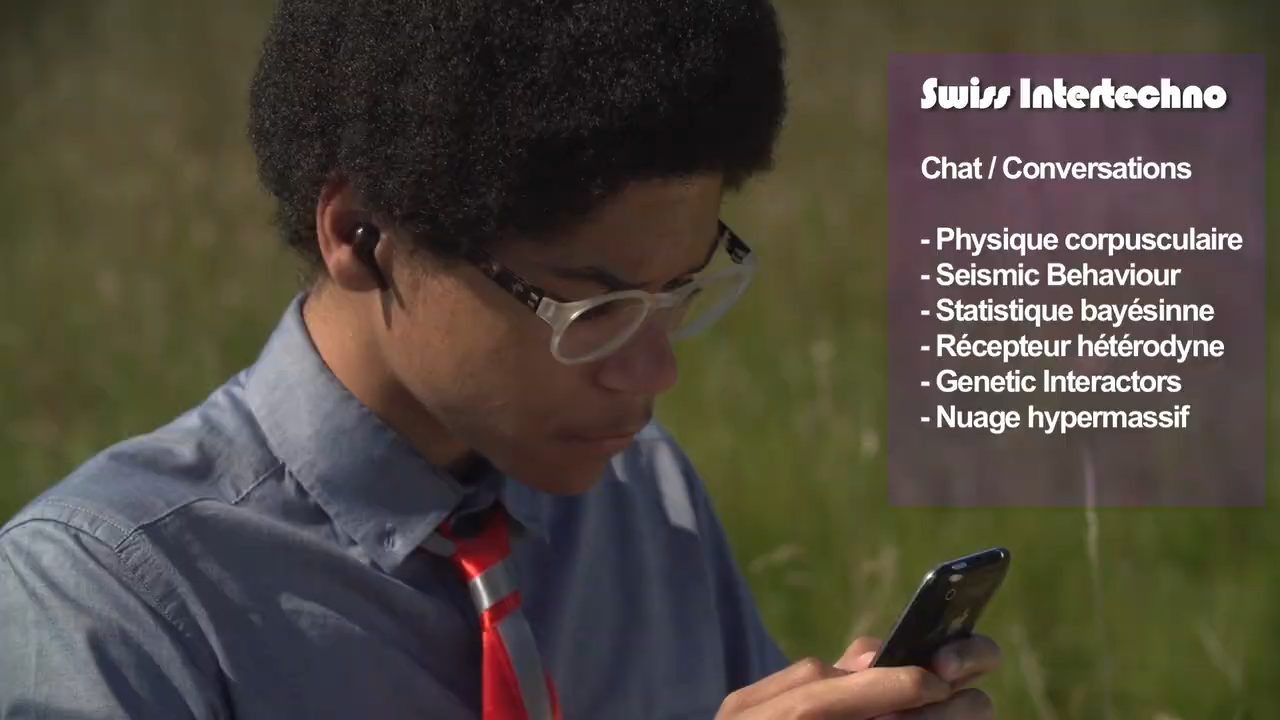 Swiss Intertechno
Chat / Conversations
- Physique corpusculaire
- Seismic Behaviour
- Statistique bayésinne
- Récepteur hétérodyne
- Genetic Interactors
- Nuage hypermassif